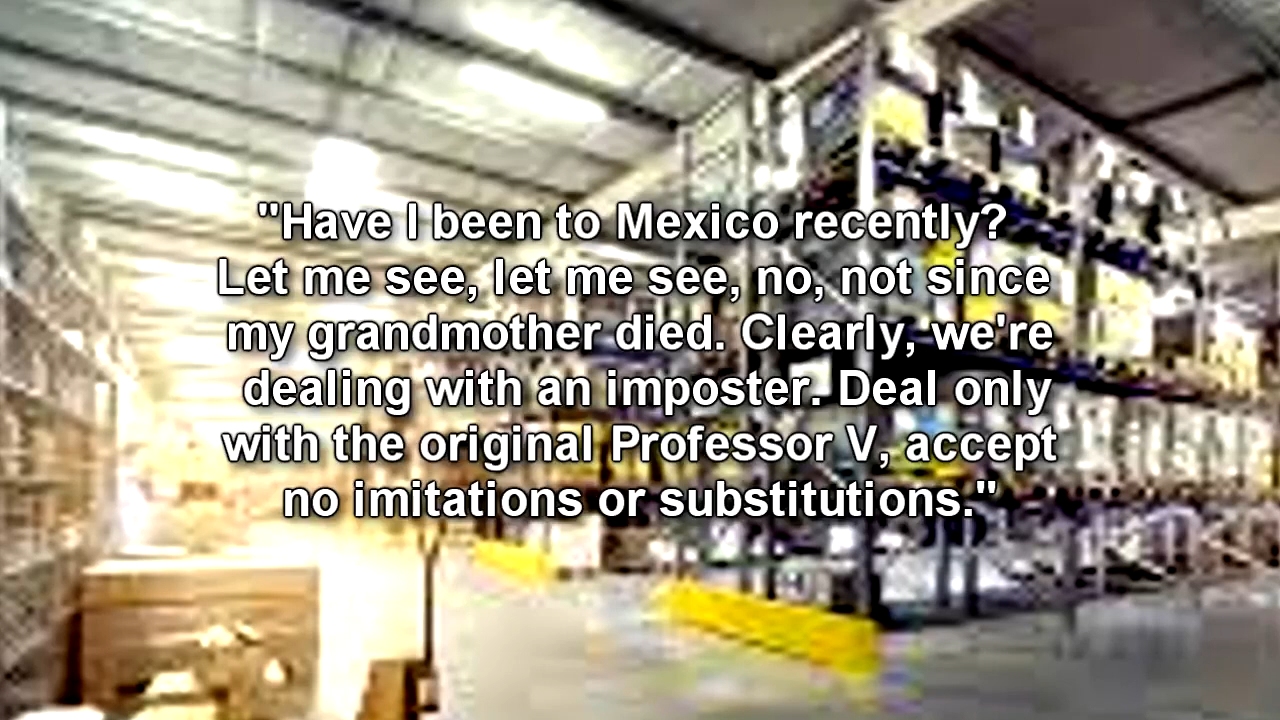 "Have I been to Mexico recently?
Let me see, let me see, no, not since
my grandmother died. Clearly, we're
dealing with an imposter. Deal only
with the original Professor V, accept
no imitations or substitutions."